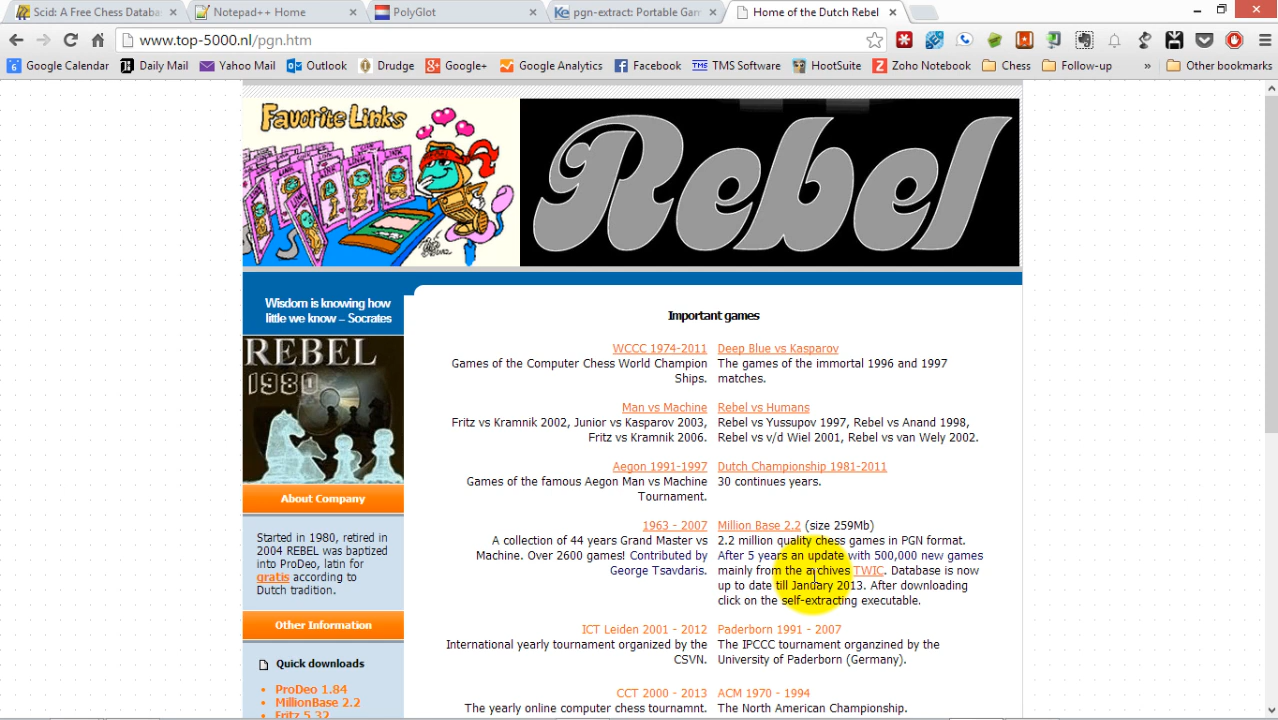 Scid: A Free Chess Databa
Notepad++ Home
PolyGlot
pgn-extract: Portable Gam
Home of the Dutch Rebel
www.top-5000.nl/pgn.htm
Google Calendar
Daily Mail
Yahoo Mail
Outlook
Drudge
Google+
Google Analytics
Facebook
TMS Software
HootSuite
Zoho Notebook
Chess
Follow-up
»
Other bookmarks
Favorite Links
Rebel
Wisdom is knowing how
little we know – Socrates
REBEL
1980
About Company
Started in 1980, retired in
2004 REBEL was baptized
into ProDeo, latin for
gratis according to
Dutch tradition.
Other Information
Quick downloads
ProDeo 1.84
MillionBase 2.2
Fritz 5.32
Important games
WCCC 1974-2011
Games of the Computer Chess World Champion
Ships.
Deep Blue vs Kasparov
The games of the immortal 1996 and 1997
matches.
Man vs Machine
Fritz vs Kramnik 2002, Junior vs Kasparov 2003,
Fritz vs Kramnik 2006.
Rebel vs Humans
Rebel vs Yussupov 1997, Rebel vs Anand 1998,
Rebel vs v/d Wiel 2001, Rebel vs van Wely 2002.
Aegon 1991-1997
Games of the famous Aegon Man vs Machine
Tournament.
Dutch Championship 1981-2011
30 continues years.
1963 - 2007
A collection of 44 years Grand Master vs
Machine. Over 2600 games! Contributed by
George Tsavdaris.
Million Base 2.2 (size 259Mb)
2.2 million quality chess games in PGN format.
After 5 years an update with 500,000 new games
mainly from the archives TWIC. Database is now
up to date till January 2013. After downloading
click on the self-extracting executable.
ICT Leiden 2001 - 2012
International yearly tournament organized by the
CSVN.
Paderborn 1991 - 2007
The IPCCC tournament organzined by the
University of Paderborn (Germany).
CCT 2000 - 2013
The yearly online computer chess tournamnt.
ACM 1970 - 1994
The North American Championship.